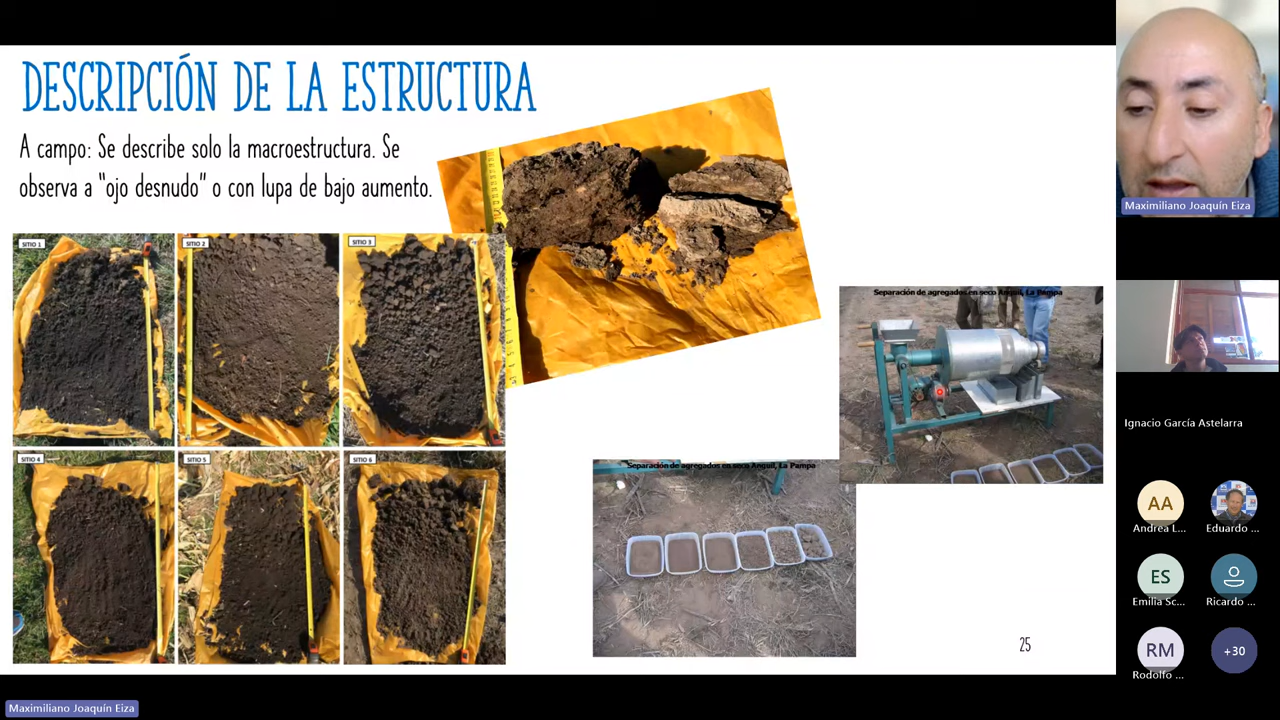 DESCRIPCIÓN DE LA ESTRUCTURA
A campo: Se describe solo la macroestructura. Se
observa a “ojo desnudo” o con lupa de bajo aumento.
SITIO 1
SITIO 2
SITIO 3
SITIO 4
SITIO 5
SITIO 6
Separación de agregados en seco Anguil, La Pampa
Separación de agregados en seco Anguil, La Pampa
25
Maximiliano Joaquín Eiza
Ignacio García Astelarra
AA
Andrea L...
Eduardo ...
ES
Emilia Sc...
Ricardo ...
RM
Rodolfo ...
+30
Maximiliano Joaquín Eiza